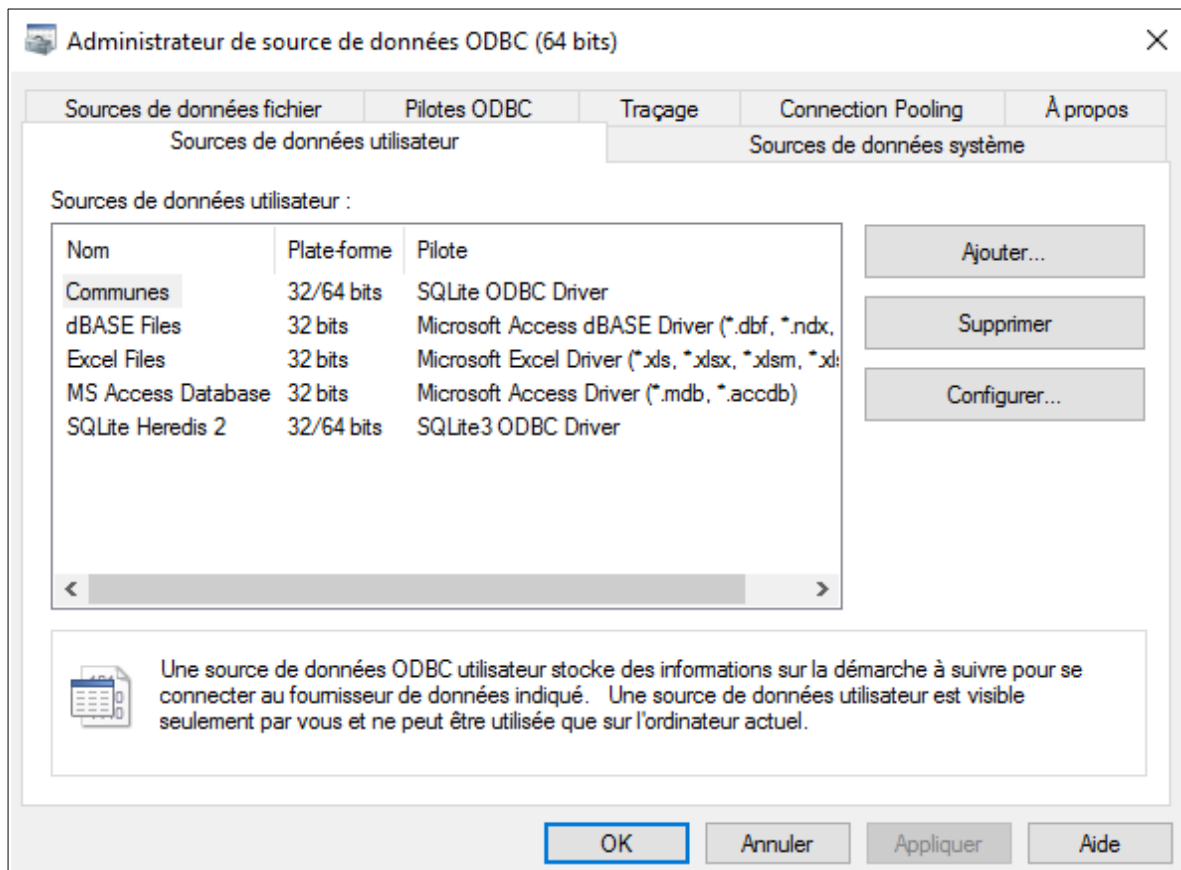 Administrateur de source de données ODBC (64 bits)
Sources de données fichier Pilotes ODBC Traçage Connection Pooling À propos
Sources de données utilisateur Sources de données système
Sources de données utilisateur :
Nom Plate-forme Pilote
Communes 32/64 bits SQLite ODBC Driver
dBASE Files 32 bits Microsoft Access dBASE Driver (*.dbf, *.ndx,
Excel Files 32 bits Microsoft Excel Driver (*.xls, *.xlsx, *.xlsm, *.xl
MS Access Database 32 bits Microsoft Access Driver (*.mdb, *.accdb)
SQLite Heredis 2 32/64 bits SQLite3 ODBC Driver
Ajouter...
Supprimer
Configurer...
Une source de données ODBC utilisateur stocke des informations sur la démarche à suivre pour se
connecter au fournisseur de données indiqué. Une source de données utilisateur est visible
seulement par vous et ne peut être utilisée que sur l'ordinateur actuel.
OK Annuler Appliquer Aide